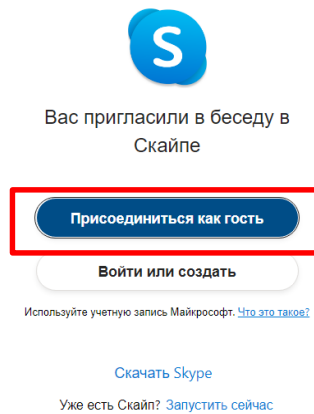 S
Вас пригласили в беседу в
Скайпе
Присоединиться как гость
Войти или создать
Используйте учетную запись Майкрософт. Что это такое?
Скачать Skype
Уже есть Скайп? Запустить сейчас